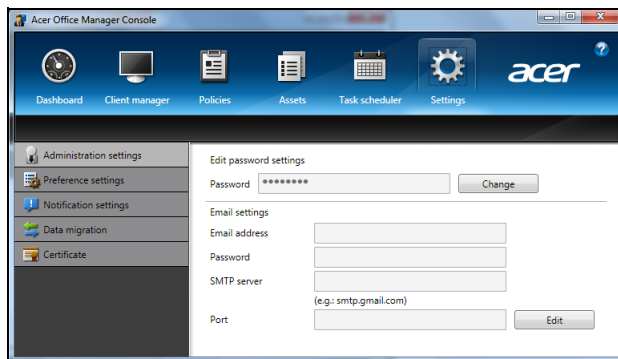 Acer Office Manager Console
?
acer
Dashboard Client manager Policies Assets Task scheduler Settings
Administration settings
Preference settings
Notification settings
Data migration
Certificate
Edit password settings
Password ******** Change
Email settings
Email address
Password
SMTP server
(e.g.: smtp.gmail.com)
Port Edit